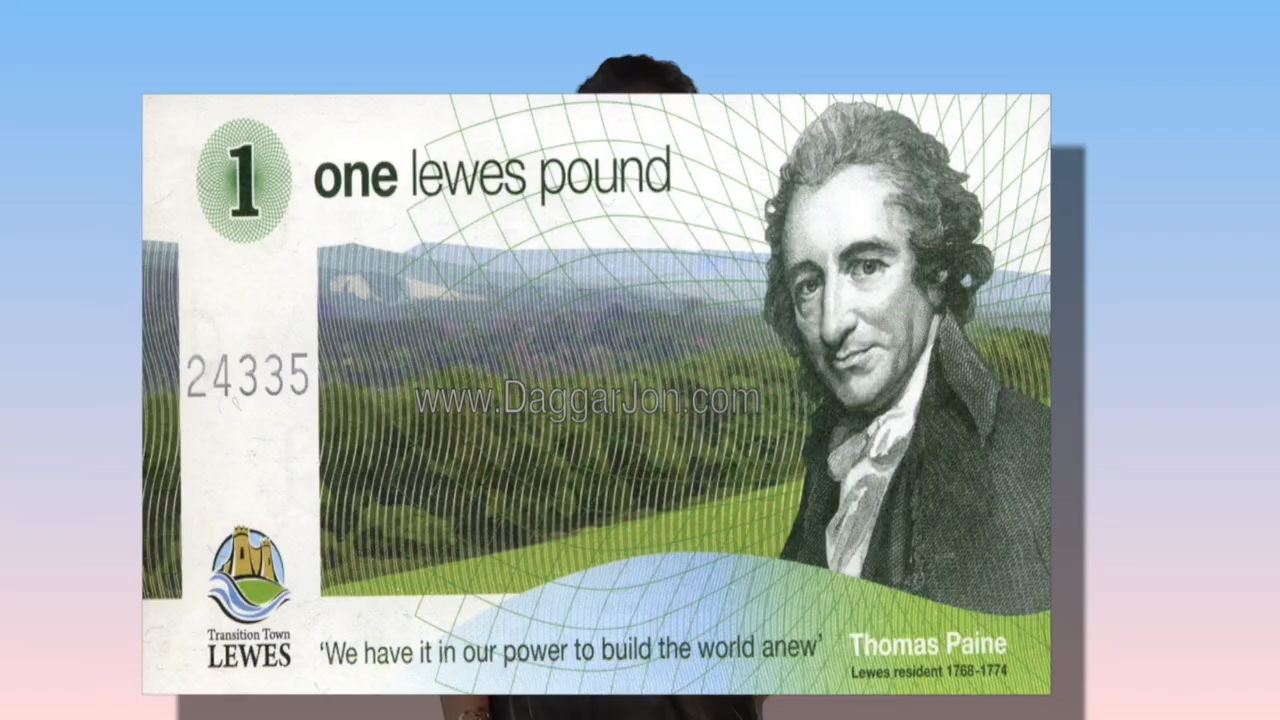 1
one lewes pound
24335
www.DaggarJon.com
Transition Town
LEWES
'We have it in our power to build the world anew'
Thomas Paine
Lewes resident 1768-1774